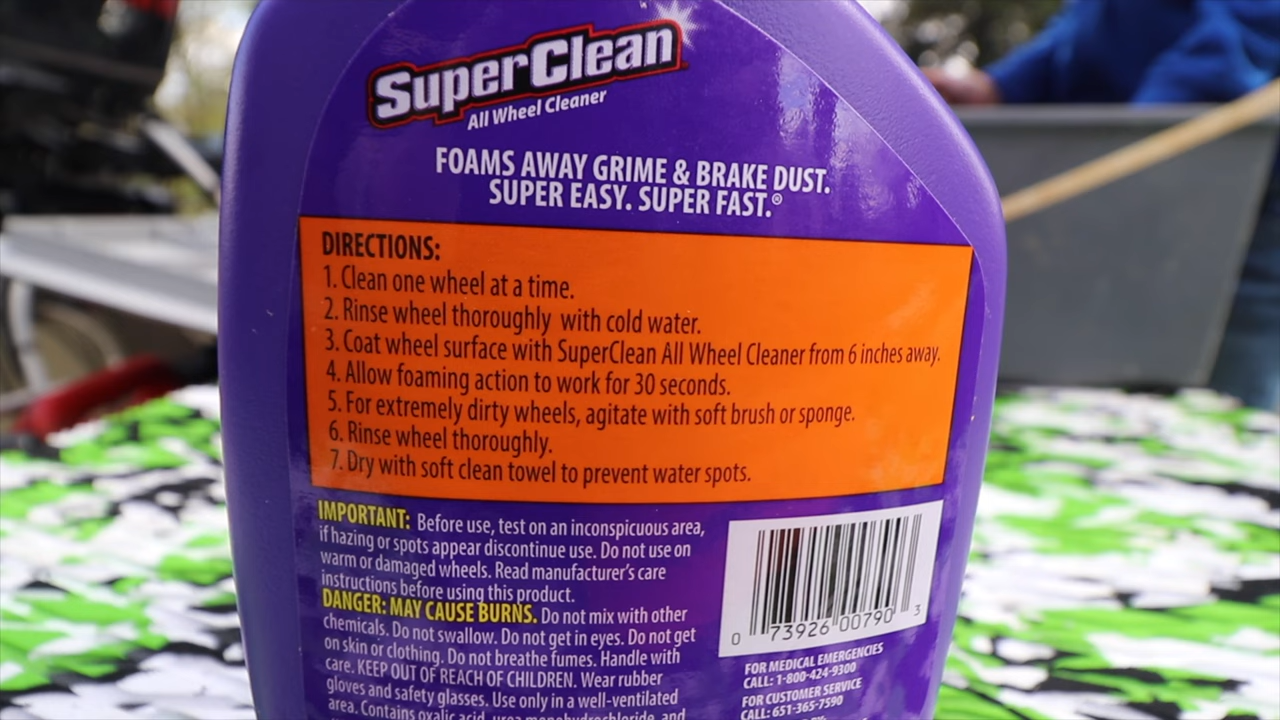 SuperClean
All Wheel Cleaner
FOAMS AWAY GRIME & BRAKE DUST.
SUPER EASY. SUPER FAST.®
DIRECTIONS:
1. Clean one wheel at a time.
2. Rinse wheel thoroughly with cold water.
3. Coat wheel surface with SuperClean All Wheel Cleaner from 6 inches away.
4. Allow foaming action to work for 30 seconds.
5. For extremely dirty wheels, agitate with soft brush or sponge.
6. Rinse wheel thoroughly.
7. Dry with soft clean towel to prevent water spots.
IMPORTANT: Before use, test on an inconspicuous area,
if hazing or spots appear discontinue use. Do not use on
warm or damaged wheels. Read manufacturer's care
instructions before using this product.
DANGER: MAY CAUSE BURNS. Do not mix with other
chemicals. Do not swallow. Do not get in eyes. Do not get
on skin or clothing. Do not breathe fumes. Handle with
care. KEEP OUT OF REACH OF CHILDREN. Wear rubber
gloves and safety glasses. Use only in a well-ventilated
area. Contains oxalic acid, urea monohydrochloride, and
0 73926 00790 3
FOR MEDICAL EMERGENCIES
CALL: 1-800-424-9300
FOR CUSTOMER SERVICE
CALL: 651-365-7590